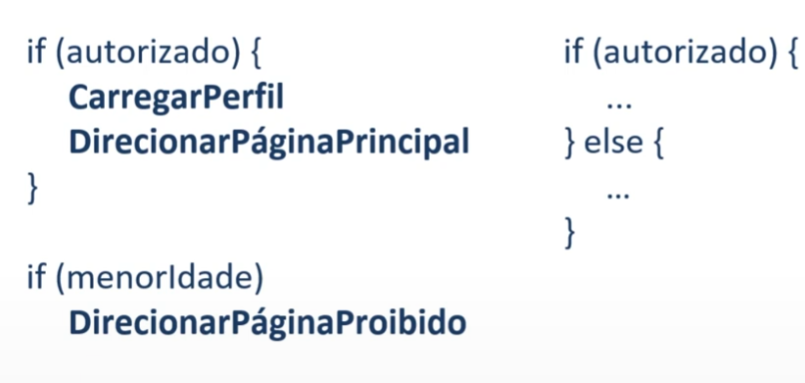 if (autorizado) {
CarregarPerfil
DirecionarPáginaPrincipal
}
if (menorIdade)
DirecionarPáginaProibido
if (autorizado) {
...
} else {
...
}